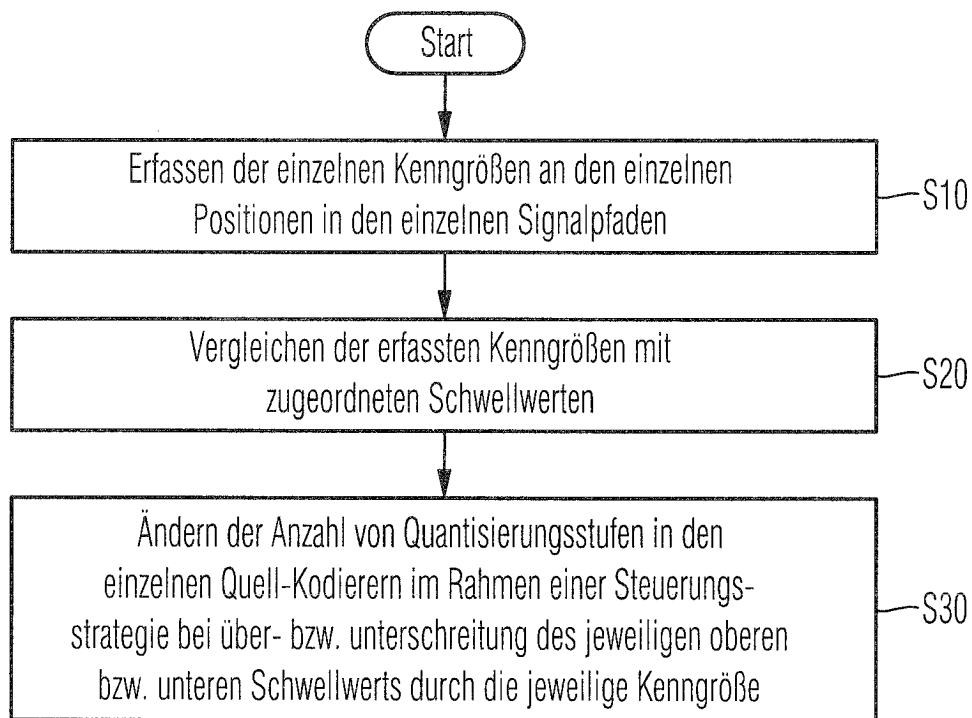 Start
Erfassen der einzelnen Kenngrößen an den einzelnen
Positionen in den einzelnen Signalpfaden
S10
Vergleichen der erfassten Kenngrößen mit
zugeordneten Schwellwerten
S20
Ändern der Anzahl von Quantisierungsstufen in den
einzelnen Quell-Kodierern im Rahmen einer Steuerungs-
strategie bei über- bzw. unterschreitung des jeweiligen oberen
bzw. unteren Schwellwerts durch die jeweilige Kenngröße
S30